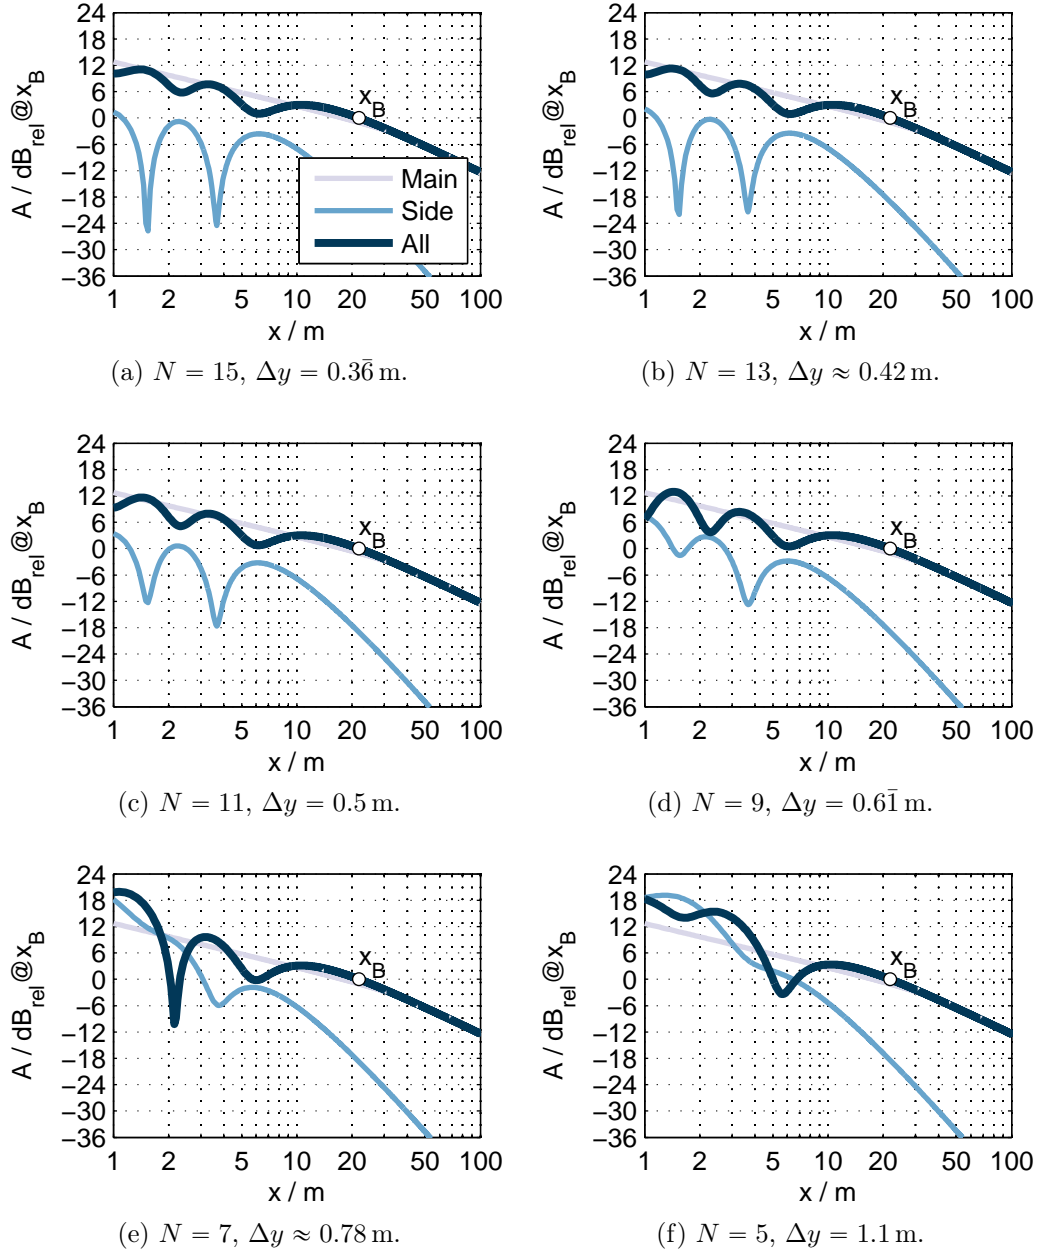 24
18
12
6
0
−6
−12
−18
−24
−30
−36
A / dB_rel@x_B
x_B
Main
Side
All
1 2 5 10 20 50 100
x / m
(a) N = 15, Δy = 0.36̄ m.
24
18
12
6
0
−6
−12
−18
−24
−30
−36
A / dB_rel@x_B
x_B
1 2 5 10 20 50 100
x / m
(b) N = 13, Δy ≈ 0.42 m.
24
18
12
6
0
−6
−12
−18
−24
−30
−36
A / dB_rel@x_B
x_B
1 2 5 10 20 50 100
x / m
(c) N = 11, Δy = 0.5 m.
24
18
12
6
0
−6
−12
−18
−24
−30
−36
A / dB_rel@x_B
x_B
1 2 5 10 20 50 100
x / m
(d) N = 9, Δy = 0.61̄ m.
24
18
12
6
0
−6
−12
−18
−24
−30
−36
A / dB_rel@x_B
x_B
1 2 5 10 20 50 100
x / m
(e) N = 7, Δy ≈ 0.78 m.
24
18
12
6
0
−6
−12
−18
−24
−30
−36
A / dB_rel@x_B
x_B
1 2 5 10 20 50 100
x / m
(f) N = 5, Δy = 1.1 m.